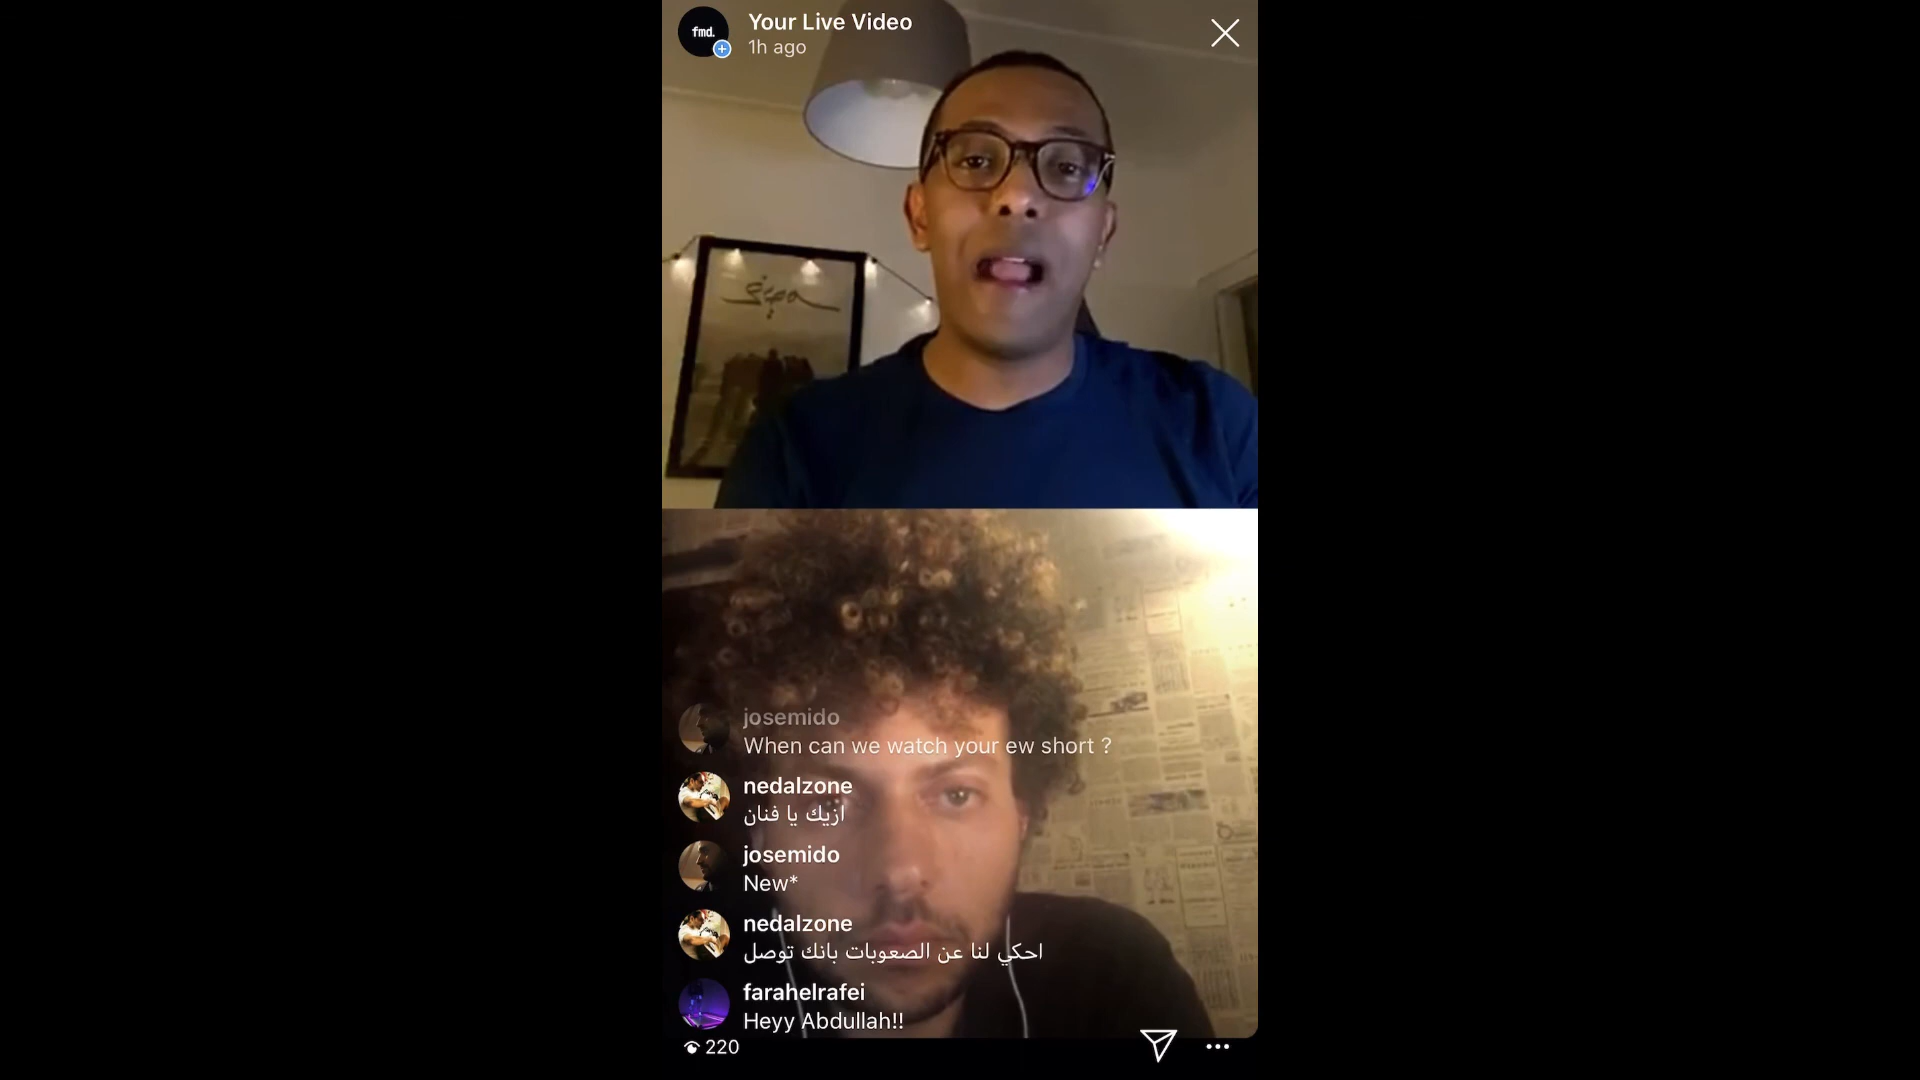 fmd.
Your Live Video
1h ago
josemido
When can we watch your ew short ?
nedalzone
ازيك يا فنان
josemido
New*
nedalzone
احكي لنا عن الصعوبات بانك توصل
farahelrafei
Heyy Abdullah!!
220